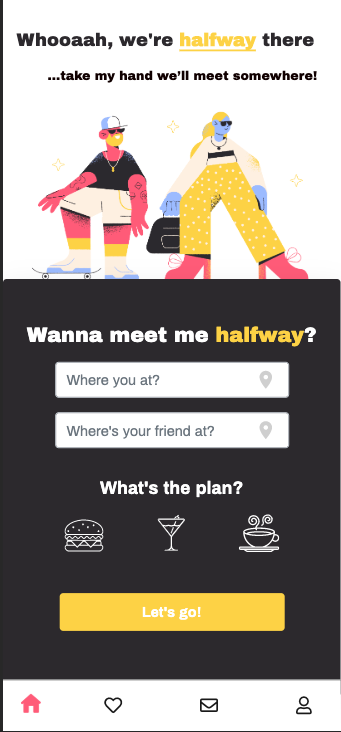 Whooaah, we're halfway there
...take my hand we'll meet somewhere!
Wanna meet me halfway?
Where you at?
Where's your friend at?
What's the plan?
Let's go!